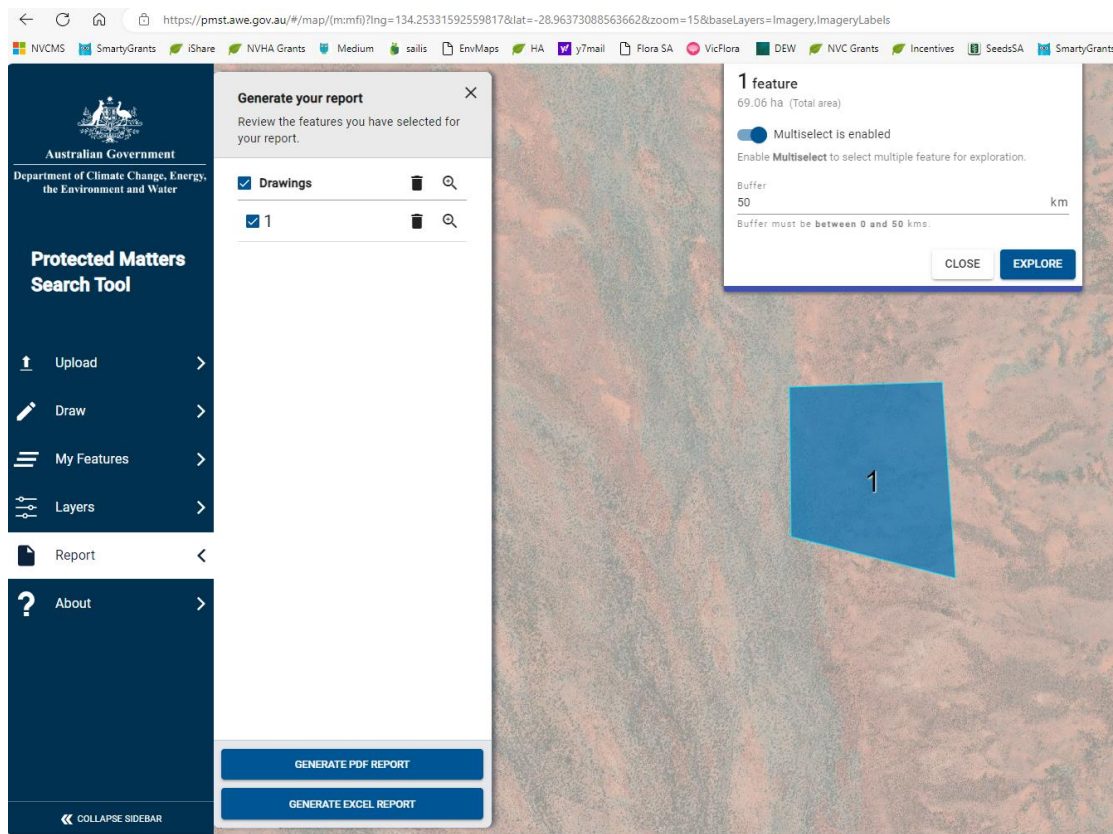 https://pmst.awe.gov.au/#/map/(m:mfi)?lng=134.25331592559817&lat=-28.96373088563662&zoom=15&baseLayers=Imagery,ImageryLabels
NVCMS SmartyGrants iShare NVHA Grants Medium sailis EnvMaps HA y7mail Flora SA VicFlora DEW NVC Grants Incentives SeedsSA SmartyGrants
Australian Government
Department of Climate Change, Energy,
the Environment and Water
Protected Matters
Search Tool
Upload
Draw
My Features
Layers
Report
About
COLLAPSE SIDEBAR
Generate your report
Review the features you have selected for
your report.
Drawings
1
GENERATE PDF REPORT
GENERATE EXCEL REPORT
1 feature
69.06 ha (Total area)
Multiselect is enabled
Enable Multiselect to select multiple feature for exploration.
Buffer
50 km
Buffer must be between 0 and 50 kms.
CLOSE EXPLORE
1